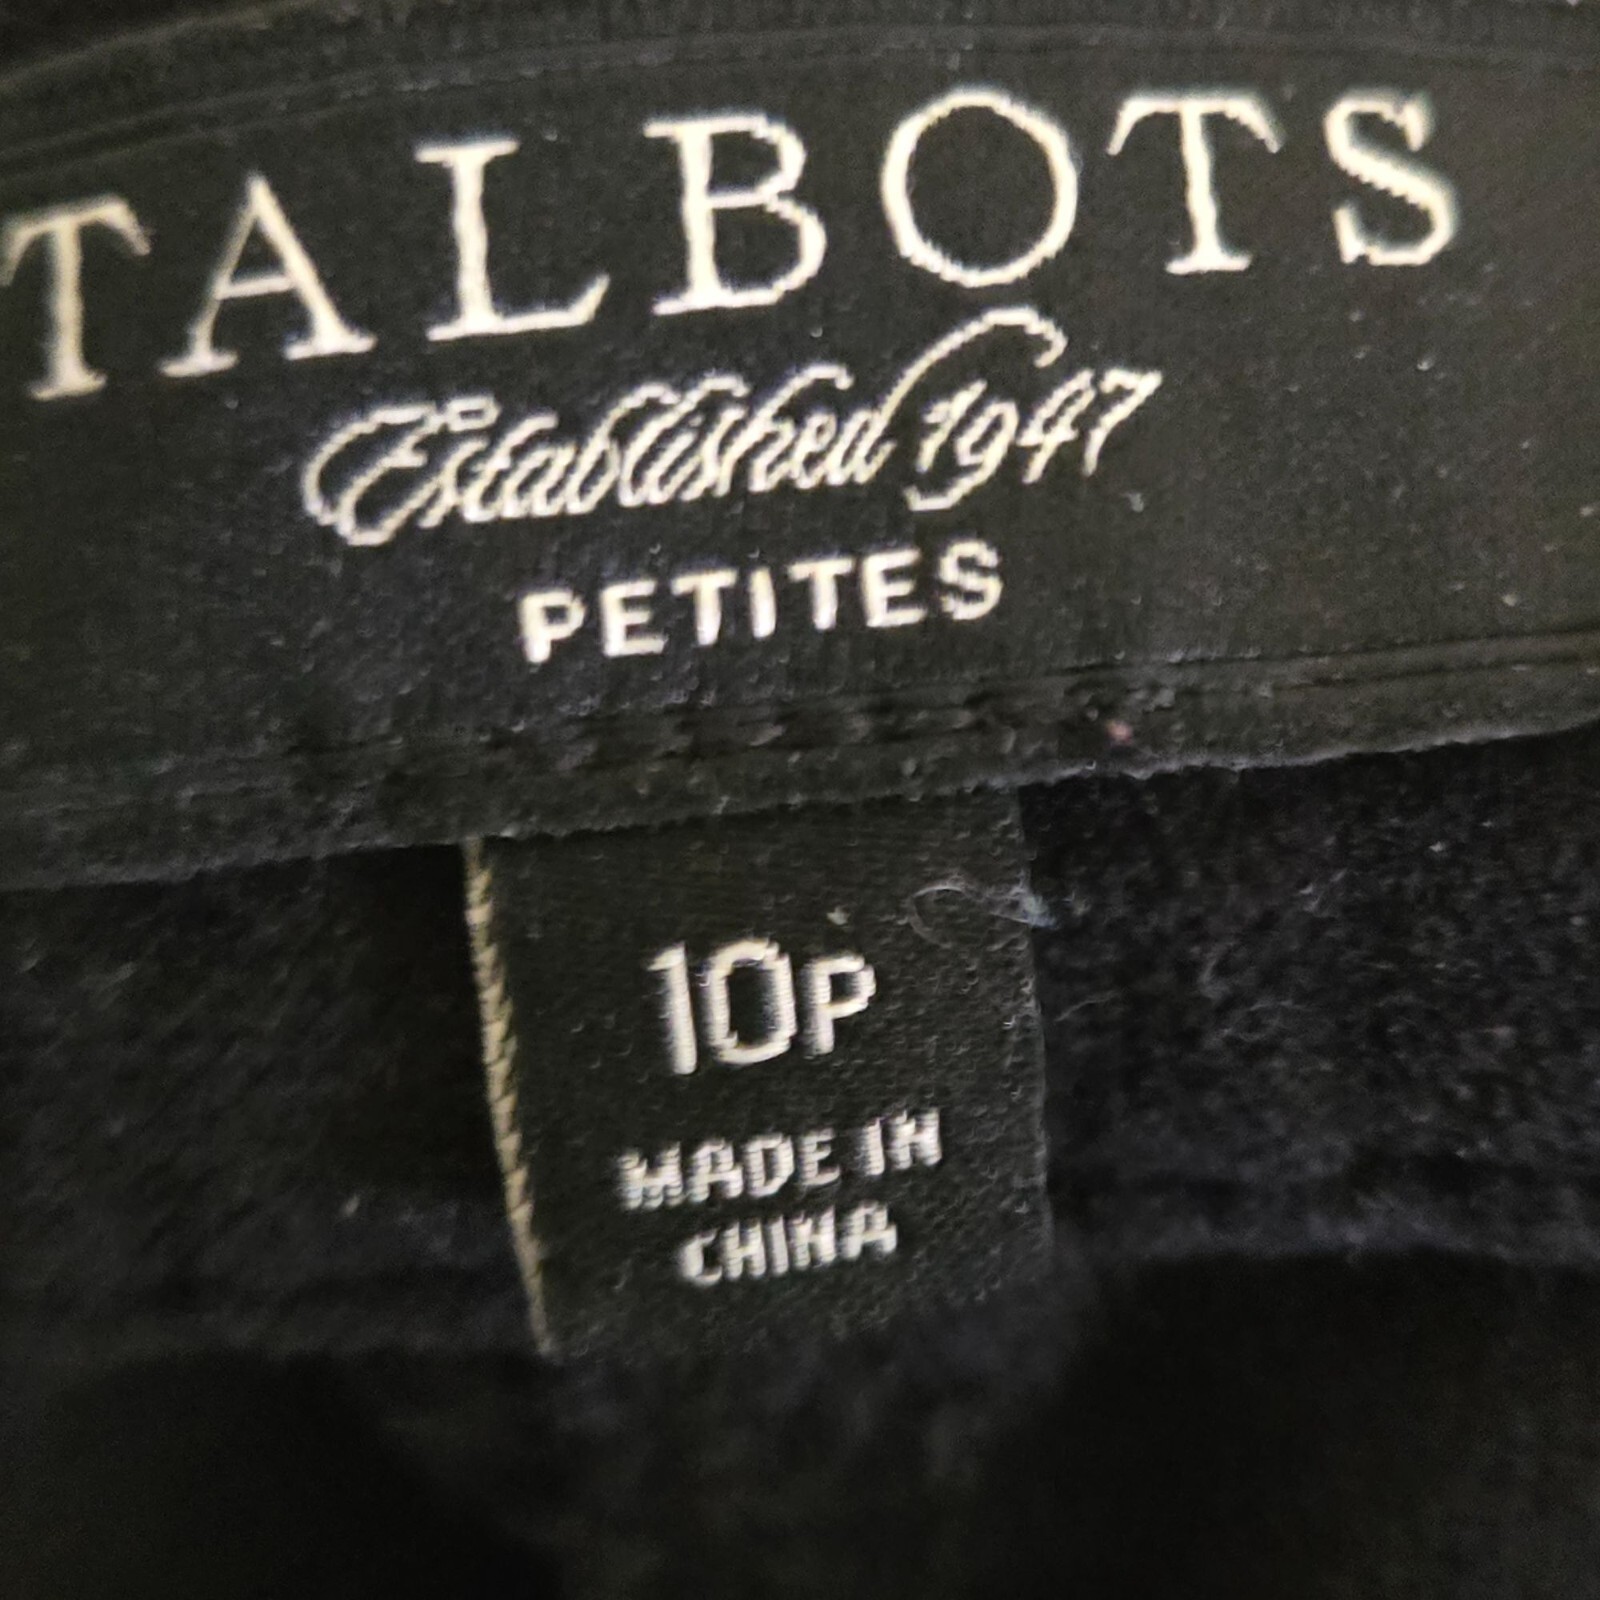 TALBOTS
Established 1947
PETITES
10P
MADE IN
CHINA